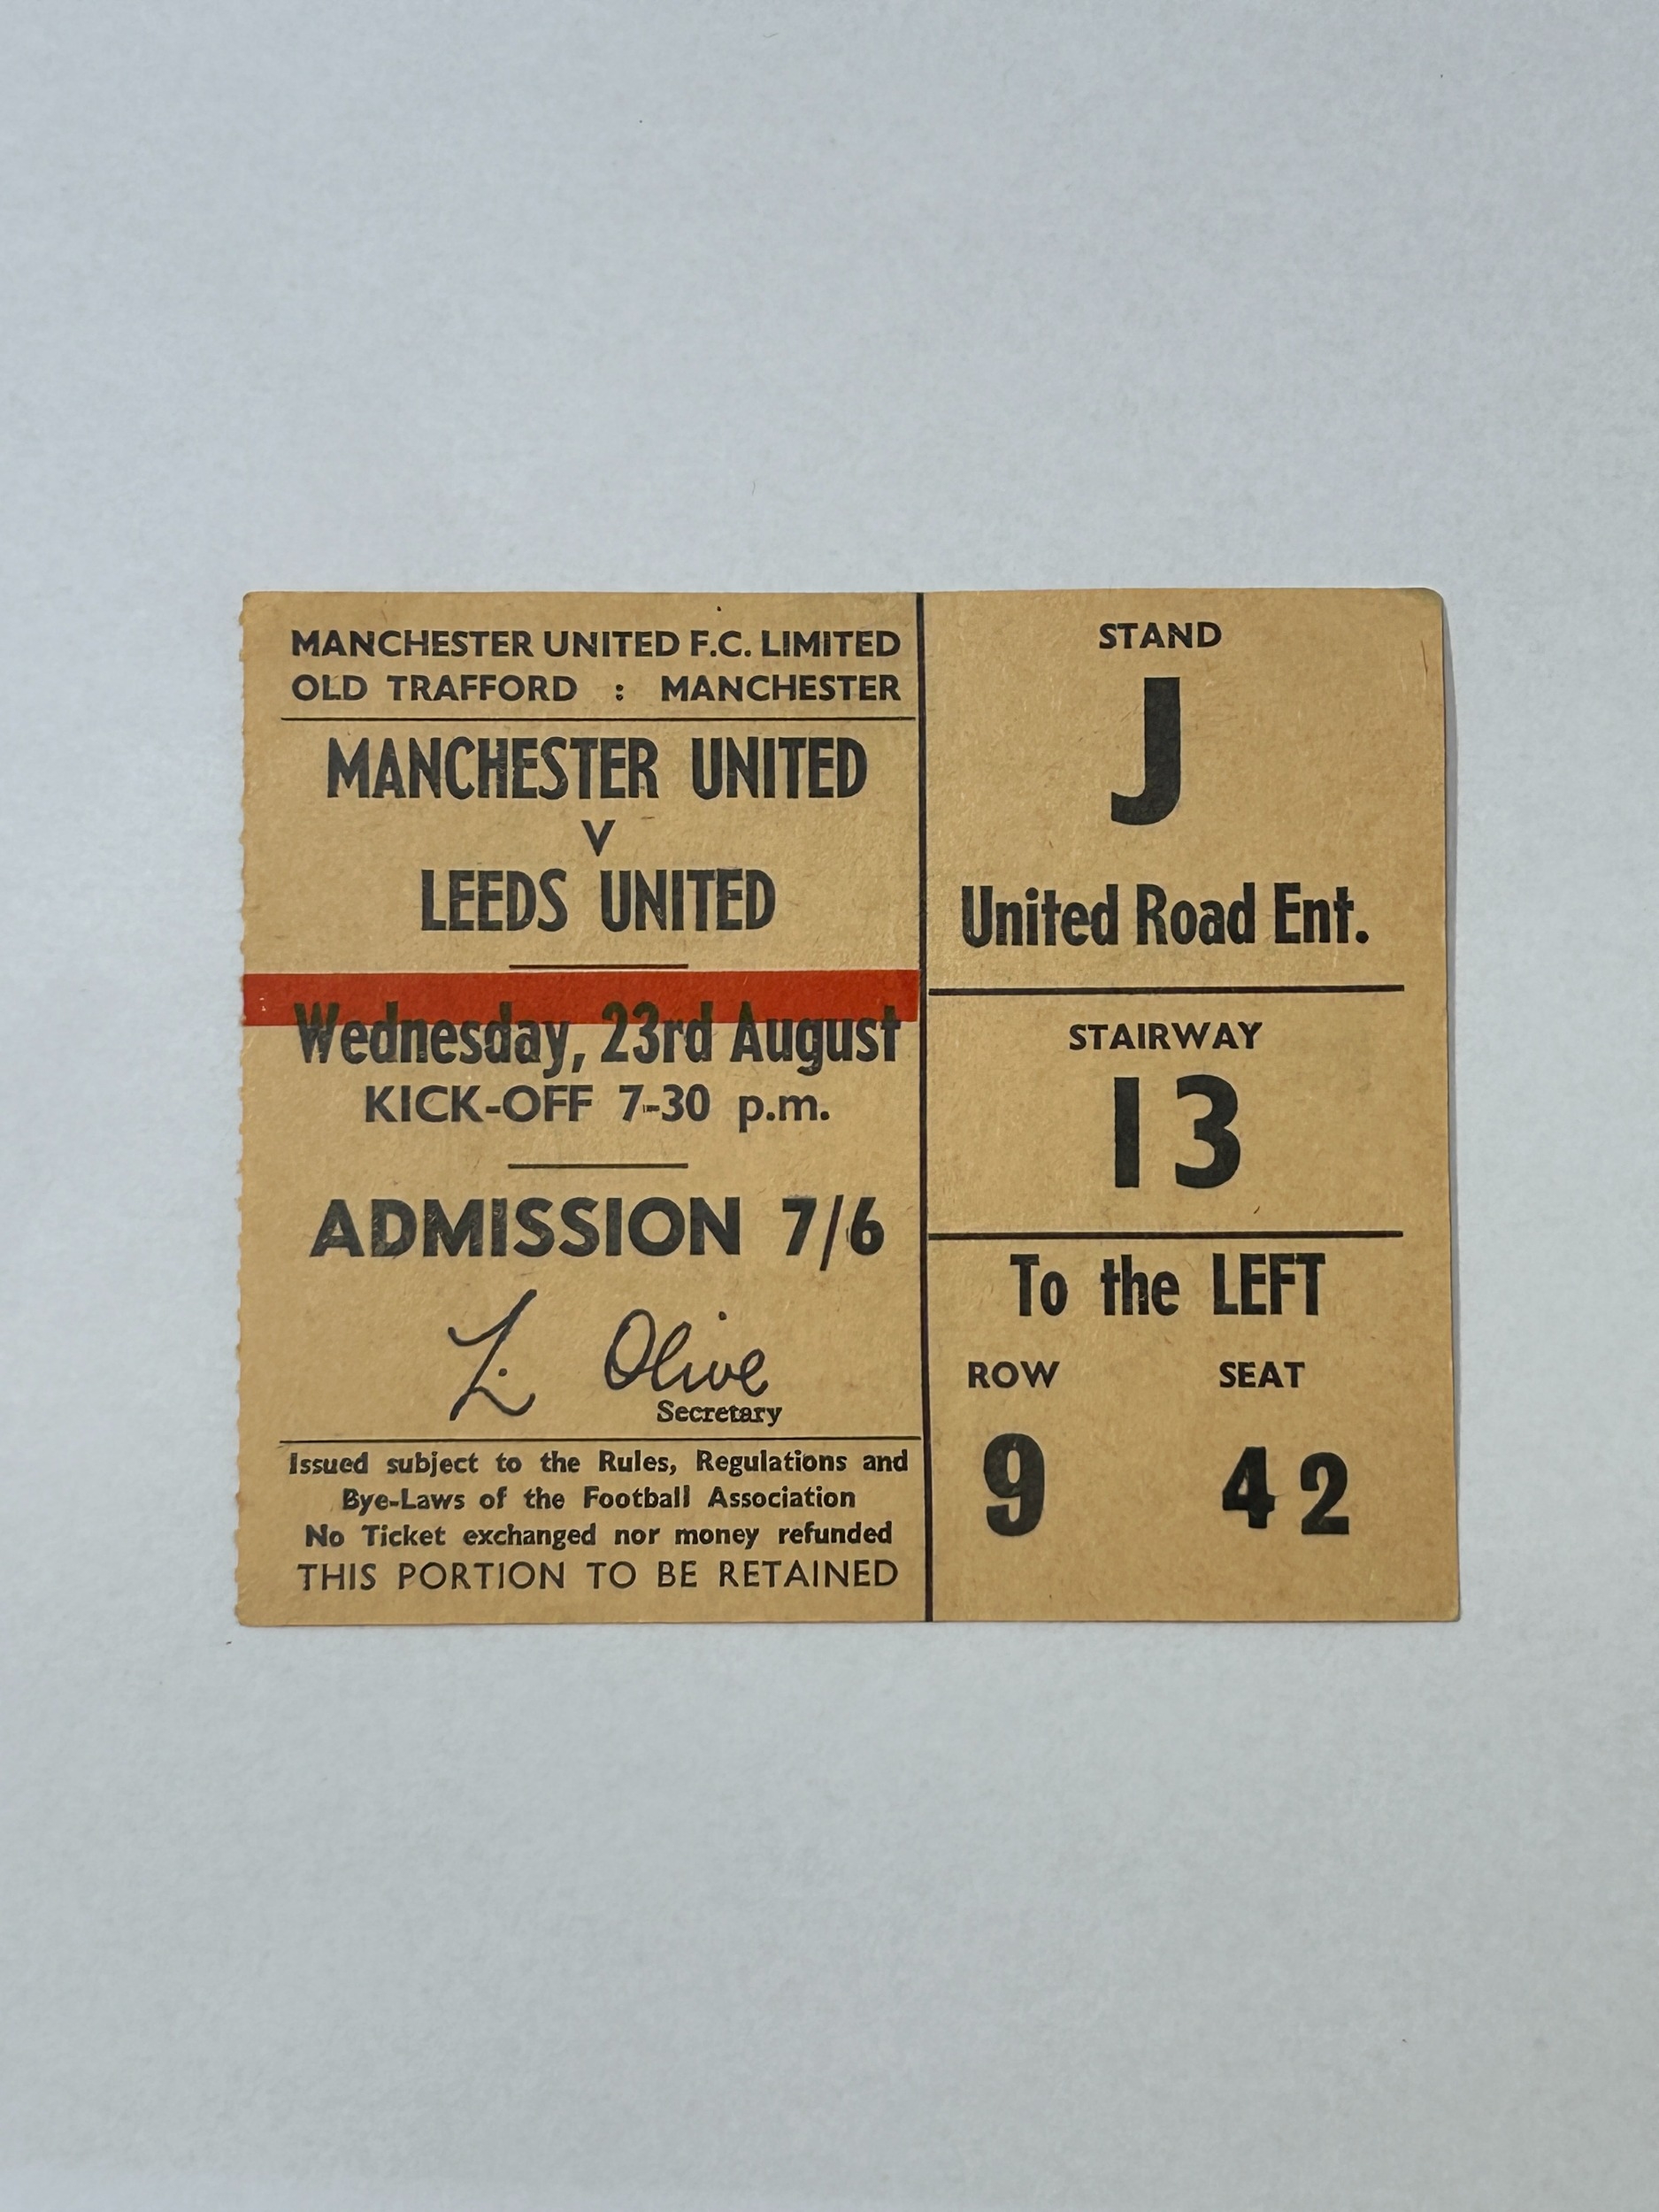 MANCHESTER UNITED F.C. LIMITED
OLD TRAFFORD : MANCHESTER
MANCHESTER UNITED
V
LEEDS UNITED
Wednesday, 23rd August
KICK-OFF 7-30 p.m.
ADMISSION 7/6
L. Olive
Secretary
Issued subject to the Rules, Regulations and
Bye-Laws of the Football Association
No Ticket exchanged nor money refunded
THIS PORTION TO BE RETAINED
STAND
J
United Road Ent.
STAIRWAY
13
To the LEFT
ROW SEAT
9 42